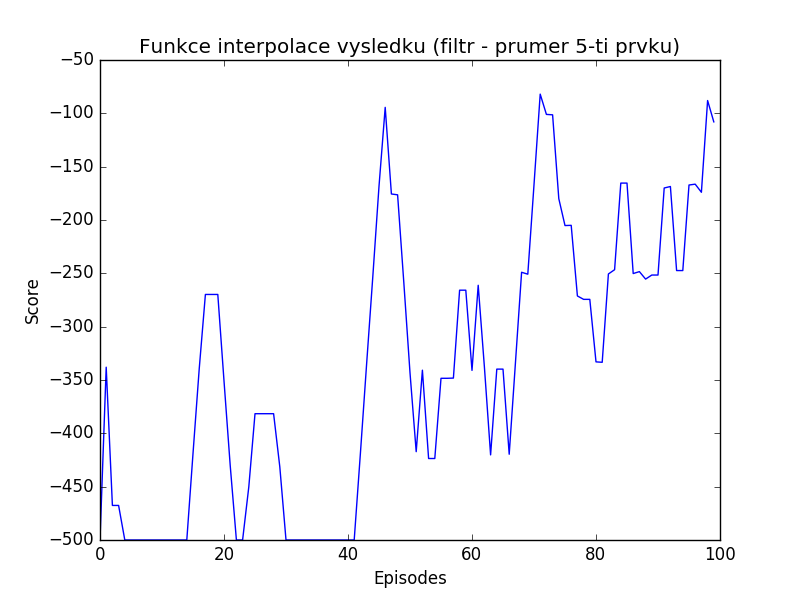 Funkce interpolace vysledku (filtr - prumer 5-ti prvku)
−50
−100
−150
−200
−250
−300
−350
−400
−450
−500
Score
0 20 40 60 80 100
Episodes